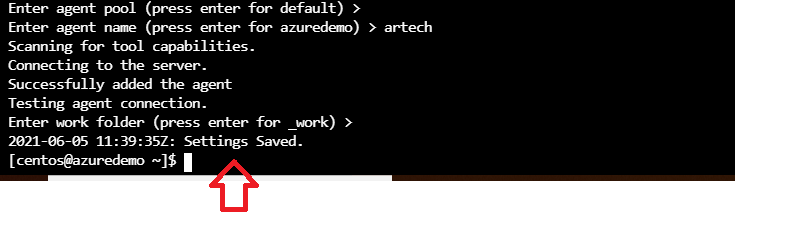 Enter agent pool (press enter for default) >
Enter agent name (press enter for azuredemo) > artech
Scanning for tool capabilities.
Connecting to the server.
Successfully added the agent
Testing agent connection.
Enter work folder (press enter for _work) >
2021-06-05 11:39:35Z: Settings Saved.
[centos@azuredemo ~]$